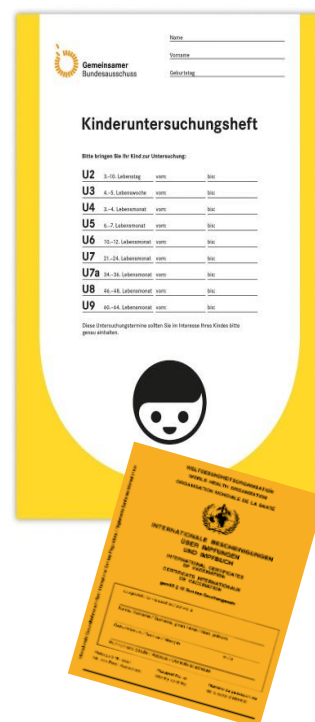 Name
Vorname
Geburtstag
Gemeinsamer
Bundesausschuss
Kinderuntersuchungsheft
Bitte bringen Sie Ihr Kind zur Untersuchung:
U2 3.-10. Lebenstag vom: bis:
U3 4.-5. Lebenswoche vom: bis:
U4 3.-4. Lebensmonat vom: bis:
U5 6.-7. Lebensmonat vom: bis:
U6 10.-12. Lebensmonat vom: bis:
U7 21.-24. Lebensmonat vom: bis:
U7a 34.-36. Lebensmonat vom: bis:
U8 46.-48. Lebensmonat vom: bis:
U9 60.-64. Lebensmonat vom: bis:
Diese Untersuchungstermine sollten Sie im Interesse Ihres Kindes bitte
genau einhalten.
WELTGESUNDHEITSORGANISATION
WORLD HEALTH ORGANIZATION
ORGANISATION MONDIALE DE LA SANTÉ
INTERNATIONALE BESCHEINIGUNGEN
ÜBER IMPFUNGEN
UND IMPFBUCH
INTERNATIONAL CERTIFICATES
OF VACCINATION
CERTIFICATS INTERNATIONAUX
DE VACCINATION